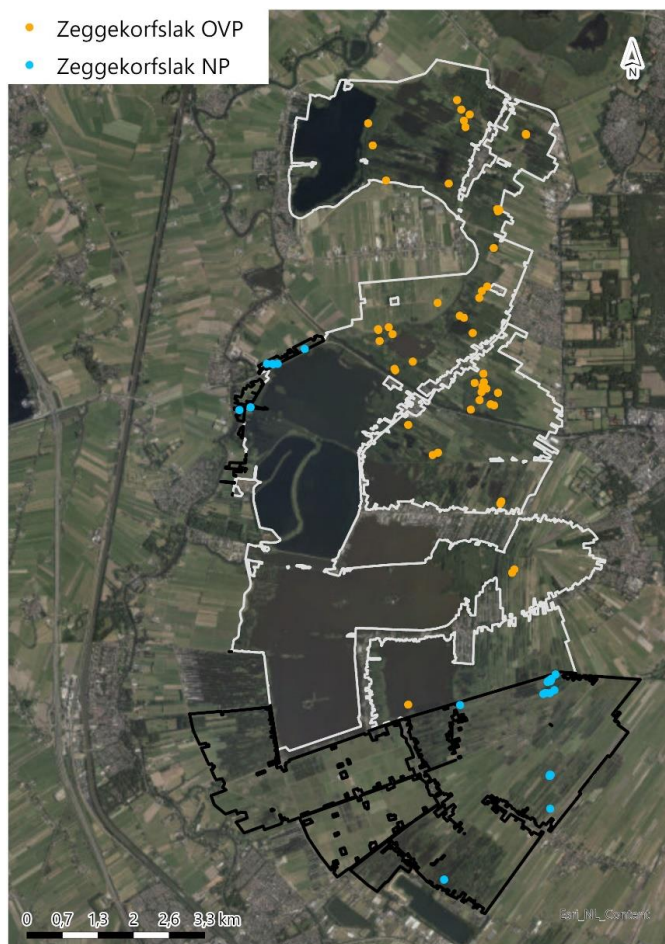 Zeggekorfslak OVP
Zeggekorfslak NP
N
0 0,7 1,3 2 2,6 3,3 km
Esri_NL_Content